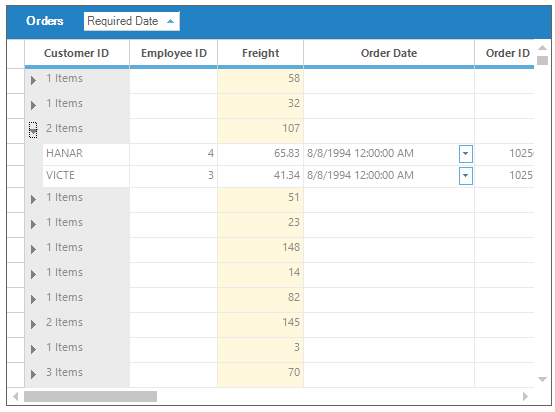 Orders Required Date
Customer ID Employee ID Freight Order Date Order ID
1 Items 58
1 Items 32
2 Items 107
HANAR 4 65.83 8/8/1994 12:00:00 AM 1025
VICTE 3 41.34 8/8/1994 12:00:00 AM 1025
1 Items 51
1 Items 23
1 Items 148
1 Items 14
1 Items 82
2 Items 145
1 Items 3
3 Items 70